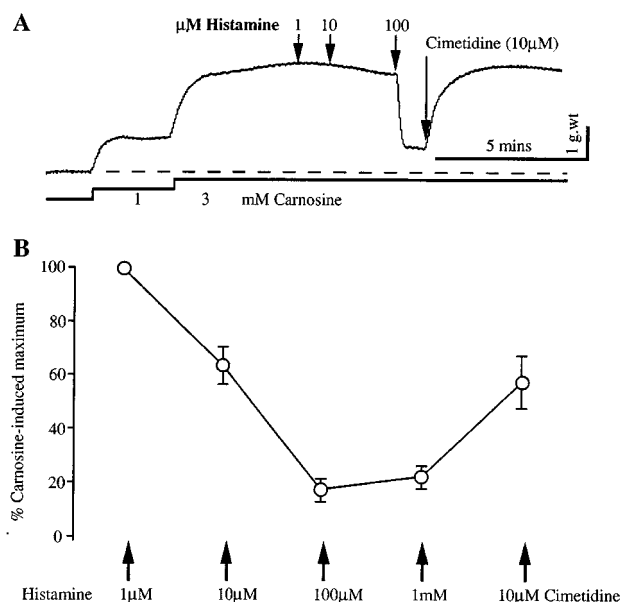 A
μM Histamine 1 10 100
Cimetidine (10μM)
5 mins
1 g.wt
1 3 mM Carnosine
B
% Carnosine-induced maximum
100
80
60
40
20
0
Histamine 1μM 10μM 100μM 1mM 10μM Cimetidine